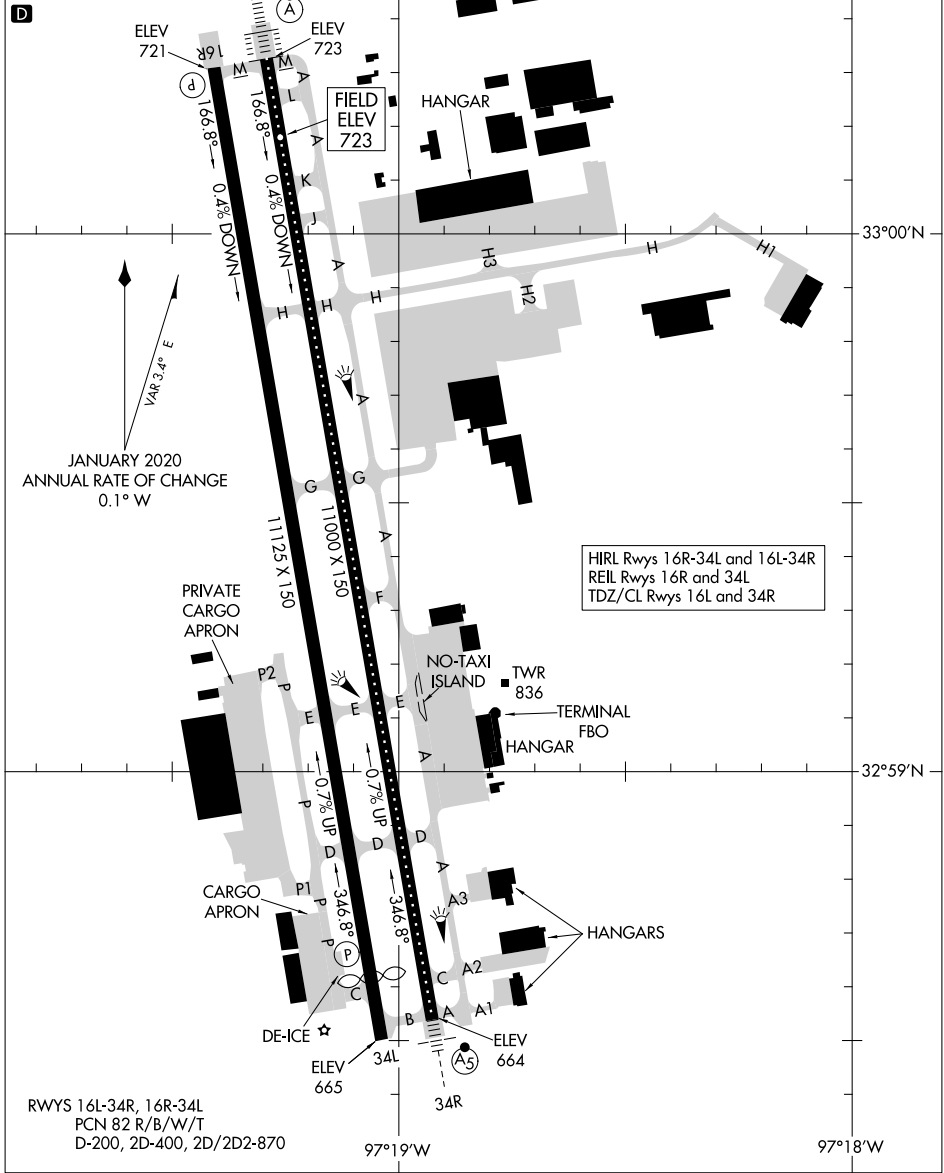 D
A
ELEV
721
ELEV
723
16R
W
W
A
P
L
166.8°
166.8°
FIELD
ELEV
723
HANGAR
A
K
J
0.4% DOWN
0.4% DOWN
33°00'N
A
H3
H
H1
H
H
H
H2
VAR 3.4° E
A
JANUARY 2020
ANNUAL RATE OF CHANGE
0.1° W
G
G
11125 X 150
11000 X 150
A
HIRL Rwys 16R-34L and 16L-34R
REIL Rwys 16R and 34L
TDZ/CL Rwys 16L and 34R
F
PRIVATE
CARGO
APRON
NO-TAXI
ISLAND
TWR
836
P2
P
E
E
E
TERMINAL
FBO
HANGAR
A
0.7% UP
0.7% UP
32°59'N
P
D
D
D
A
P1
P
346.8°
346.8°
A3
CARGO
APRON
HANGARS
P
P
C
A2
C
DE-ICE
B
A
A1
ELEV
665
34L
ELEV
664
A5
34R
RWYS 16L-34R, 16R-34L
PCN 82 R/B/W/T
D-200, 2D-400, 2D/2D2-870
97°19'W
97°18'W